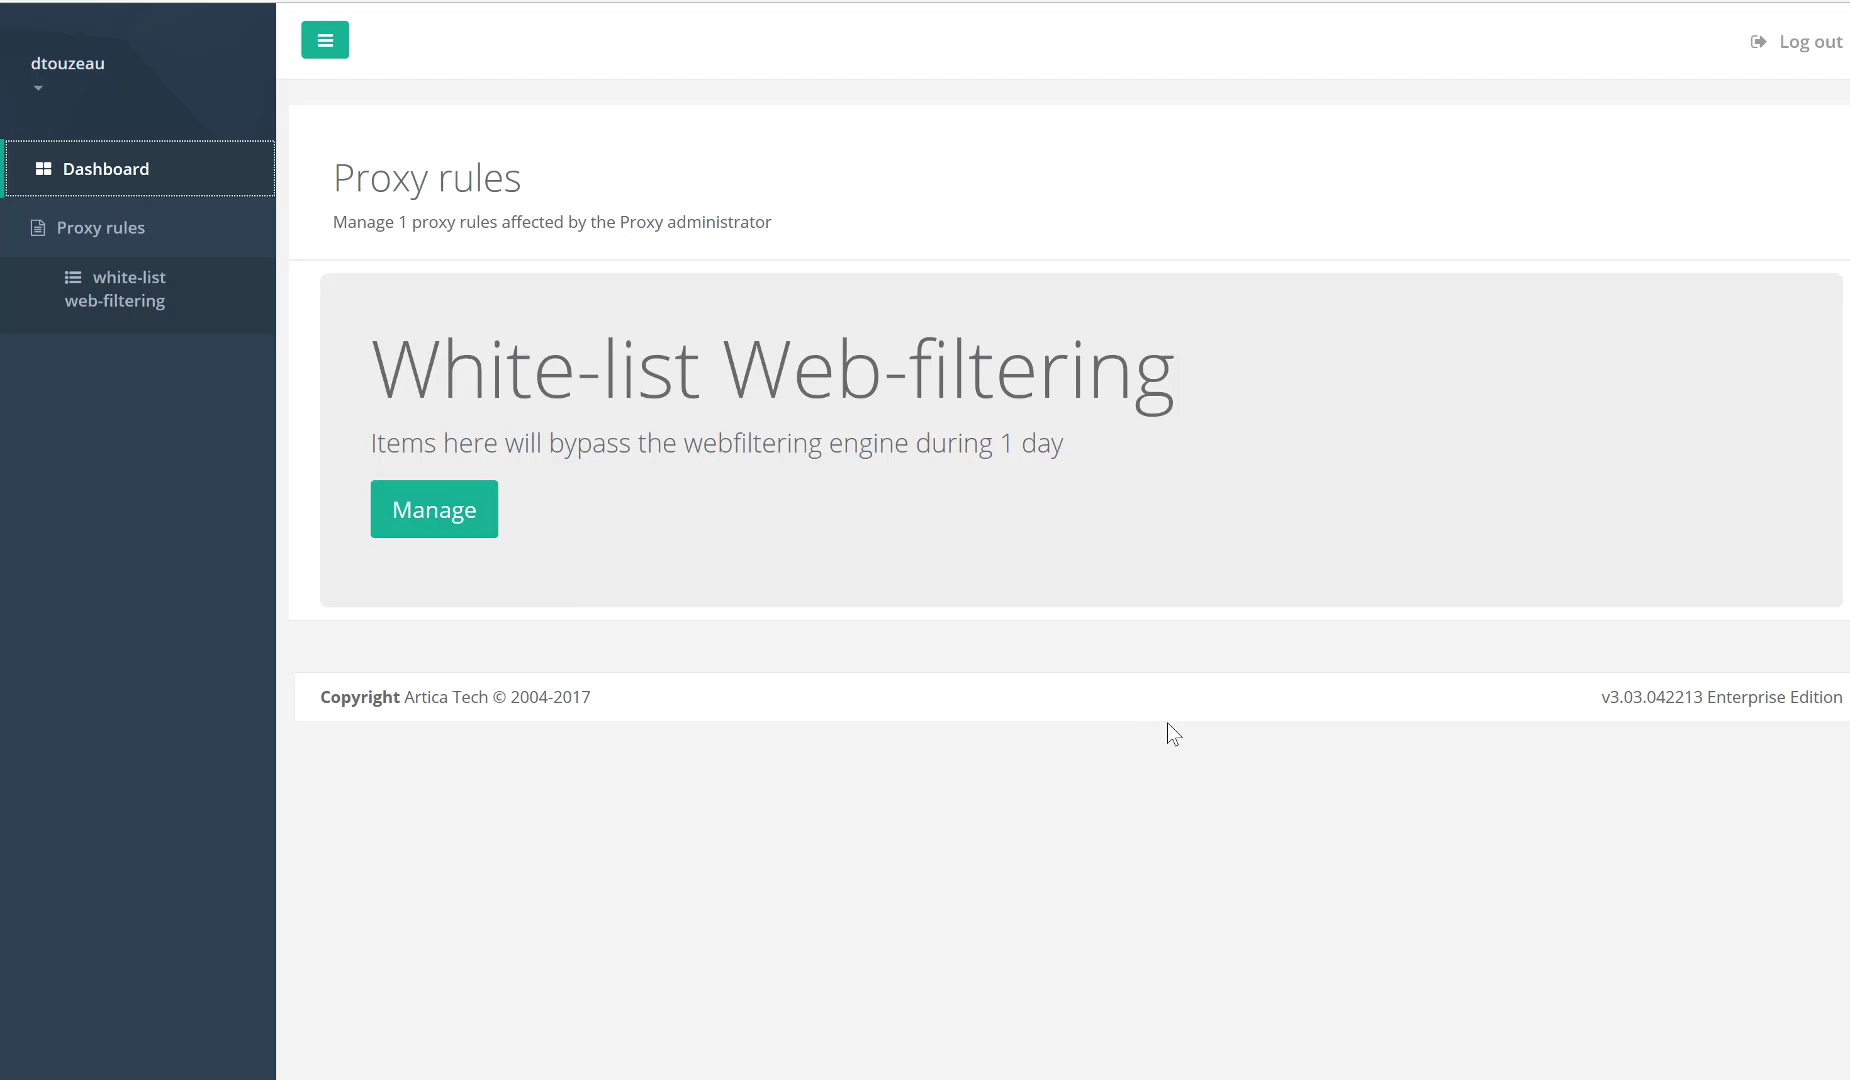 dtouzeau
Dashboard
Proxy rules
white-list
web-filtering
Log out
Proxy rules
Manage 1 proxy rules affected by the Proxy administrator
White-list Web-filtering
Items here will bypass the webfiltering engine during 1 day
Manage
Copyright Artica Tech © 2004-2017
v3.03.042213 Enterprise Edition